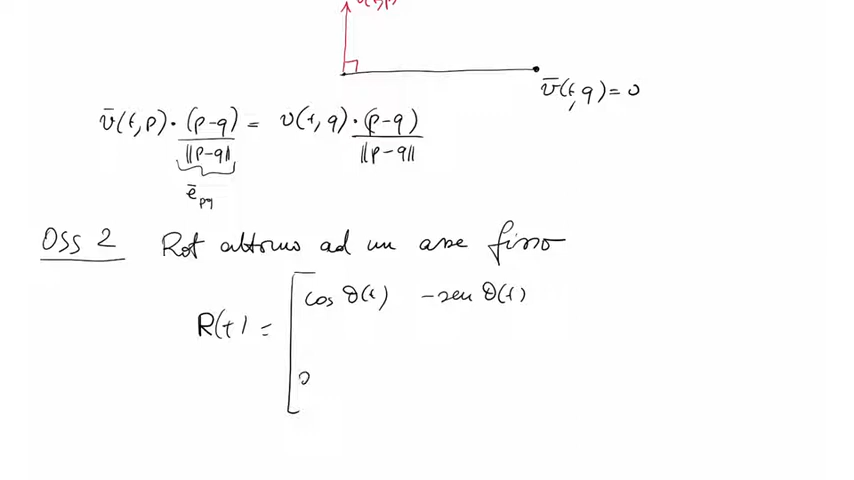 v̄(t,q)=0
v̄(t,p)·(p-q)/||p-q|| = v(t,q)·(p-q)/||p-q||
ē_pq
OSS 2 Rot attorno ad un asse fisso
R(t) = [ cos θ(t) -sen θ(t)
0